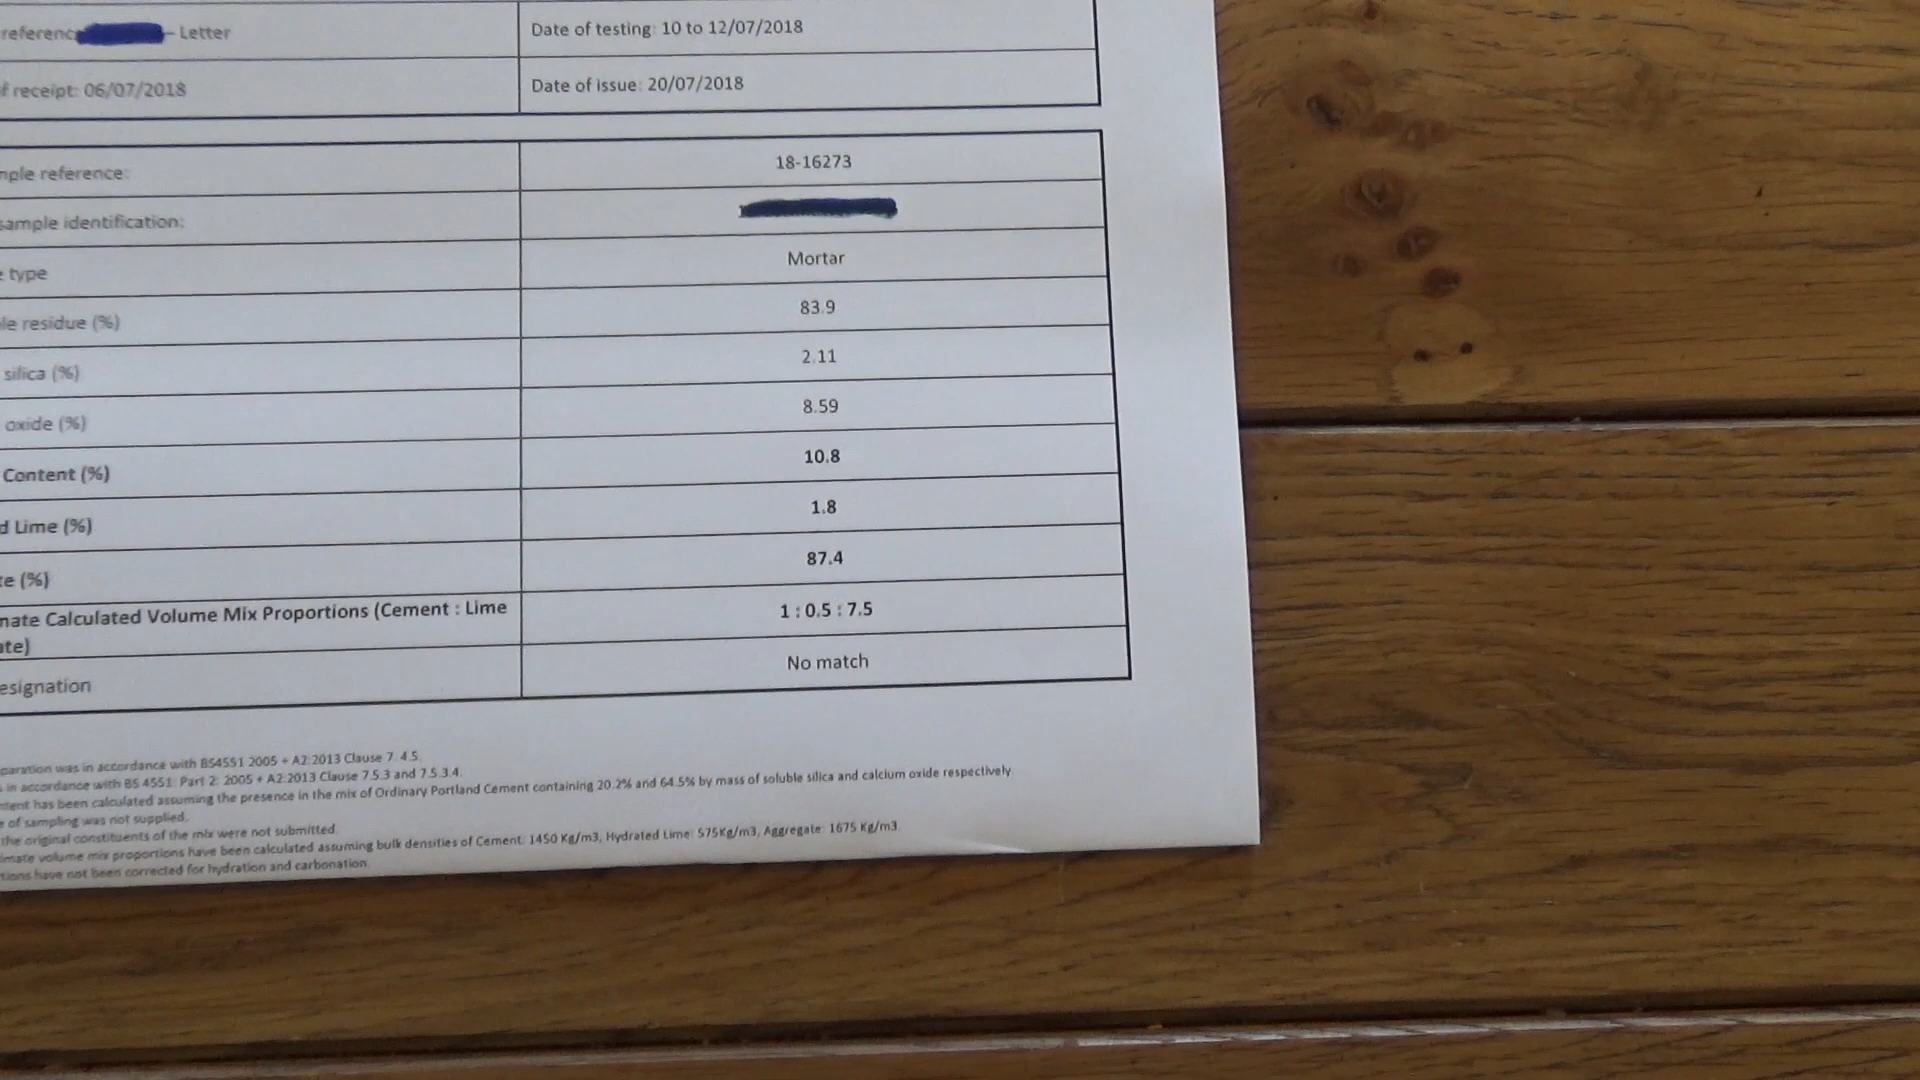 referenc – Letter Date of testing: 10 to 12/07/2018
f receipt: 06/07/2018 Date of issue: 20/07/2018
mple reference: 18-16273
sample identification:
e type Mortar
le residue (%) 83.9
silica (%) 2.11
oxide (%) 8.59
Content (%) 10.8
d Lime (%) 1.8
te (%) 87.4
mate Calculated Volume Mix Proportions (Cement : Lime 1 : 0.5 : 7.5
ate)
esignation No match
paration was in accordance with BS4551 2005 + A2:2013 Clause 7.4.5.
s in accordance with BS 4551: Part 2: 2005 + A2:2013 Clause 7.5.3 and 7.5.3.4.
ntent has been calculated assuming the presence in the mix of Ordinary Portland Cement containing 20.2% and 64.5% by mass of soluble silica and calcium oxide respectively
e of sampling was not supplied.
the original constituents of the mix were not submitted.
imate volume mix proportions have been calculated assuming bulk densities of Cement: 1450 Kg/m3, Hydrated Lime: 575Kg/m3, Aggregate: 1675 Kg/m3.
tions have not been corrected for hydration and carbonation.